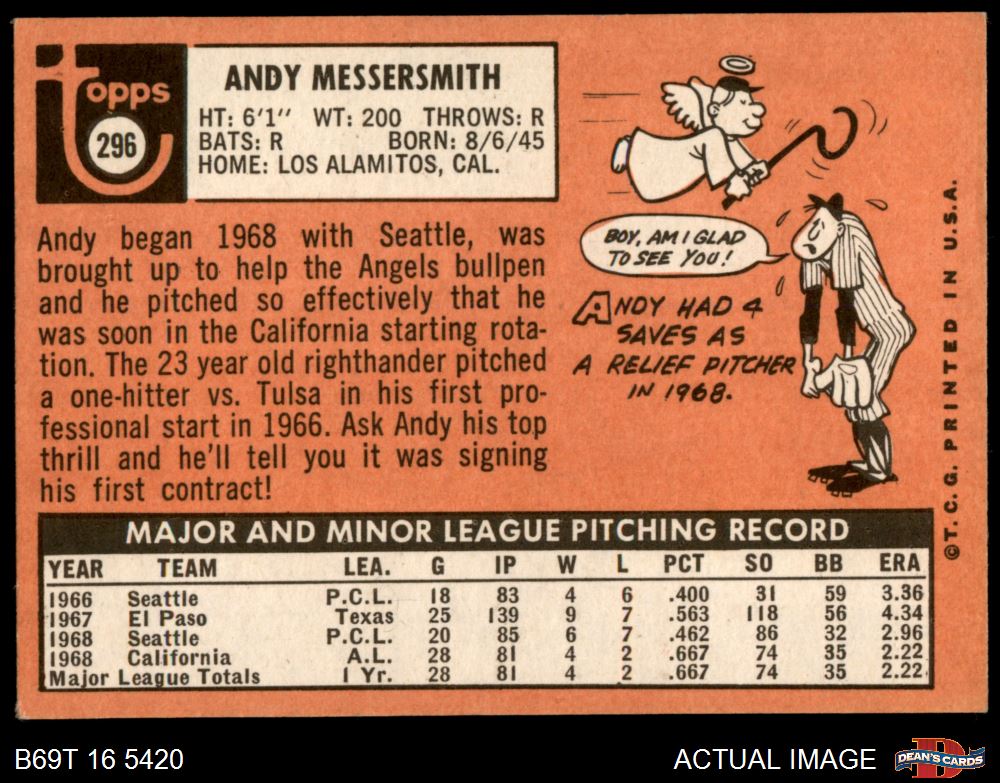 topps
296
ANDY MESSERSMITH
HT: 6'1" WT: 200 THROWS: R
BATS: R BORN: 8/6/45
HOME: LOS ALAMITOS, CAL.
Andy began 1968 with Seattle, was
brought up to help the Angels bullpen
and he pitched so effectively that he
was soon in the California starting rota-
tion. The 23 year old righthander pitched
a one-hitter vs. Tulsa in his first pro-
fessional start in 1966. Ask Andy his top
thrill and he'll tell you it was signing
his first contract!
BOY, AM I GLAD
TO SEE YOU!
ANDY HAD 4
SAVES AS
A RELIEF PITCHER
IN 1968.
©T. C. G. PRINTED IN U.S.A.
MAJOR AND MINOR LEAGUE PITCHING RECORD
YEAR TEAM LEA. G IP W L PCT SO BB ERA
1966 Seattle P.C.L. 18 83 4 6 .400 31 59 3.36
1967 El Paso Texas 25 139 9 7 .563 118 56 4.34
1968 Seattle P.C.L. 20 85 6 7 .462 86 32 2.96
1968 California A.L. 28 81 4 2 .667 74 35 2.22
Major League Totals 1 Yr. 28 81 4 2 .667 74 35 2.22
B69T 16 5420
ACTUAL IMAGE
D
DEAN'S CARDS